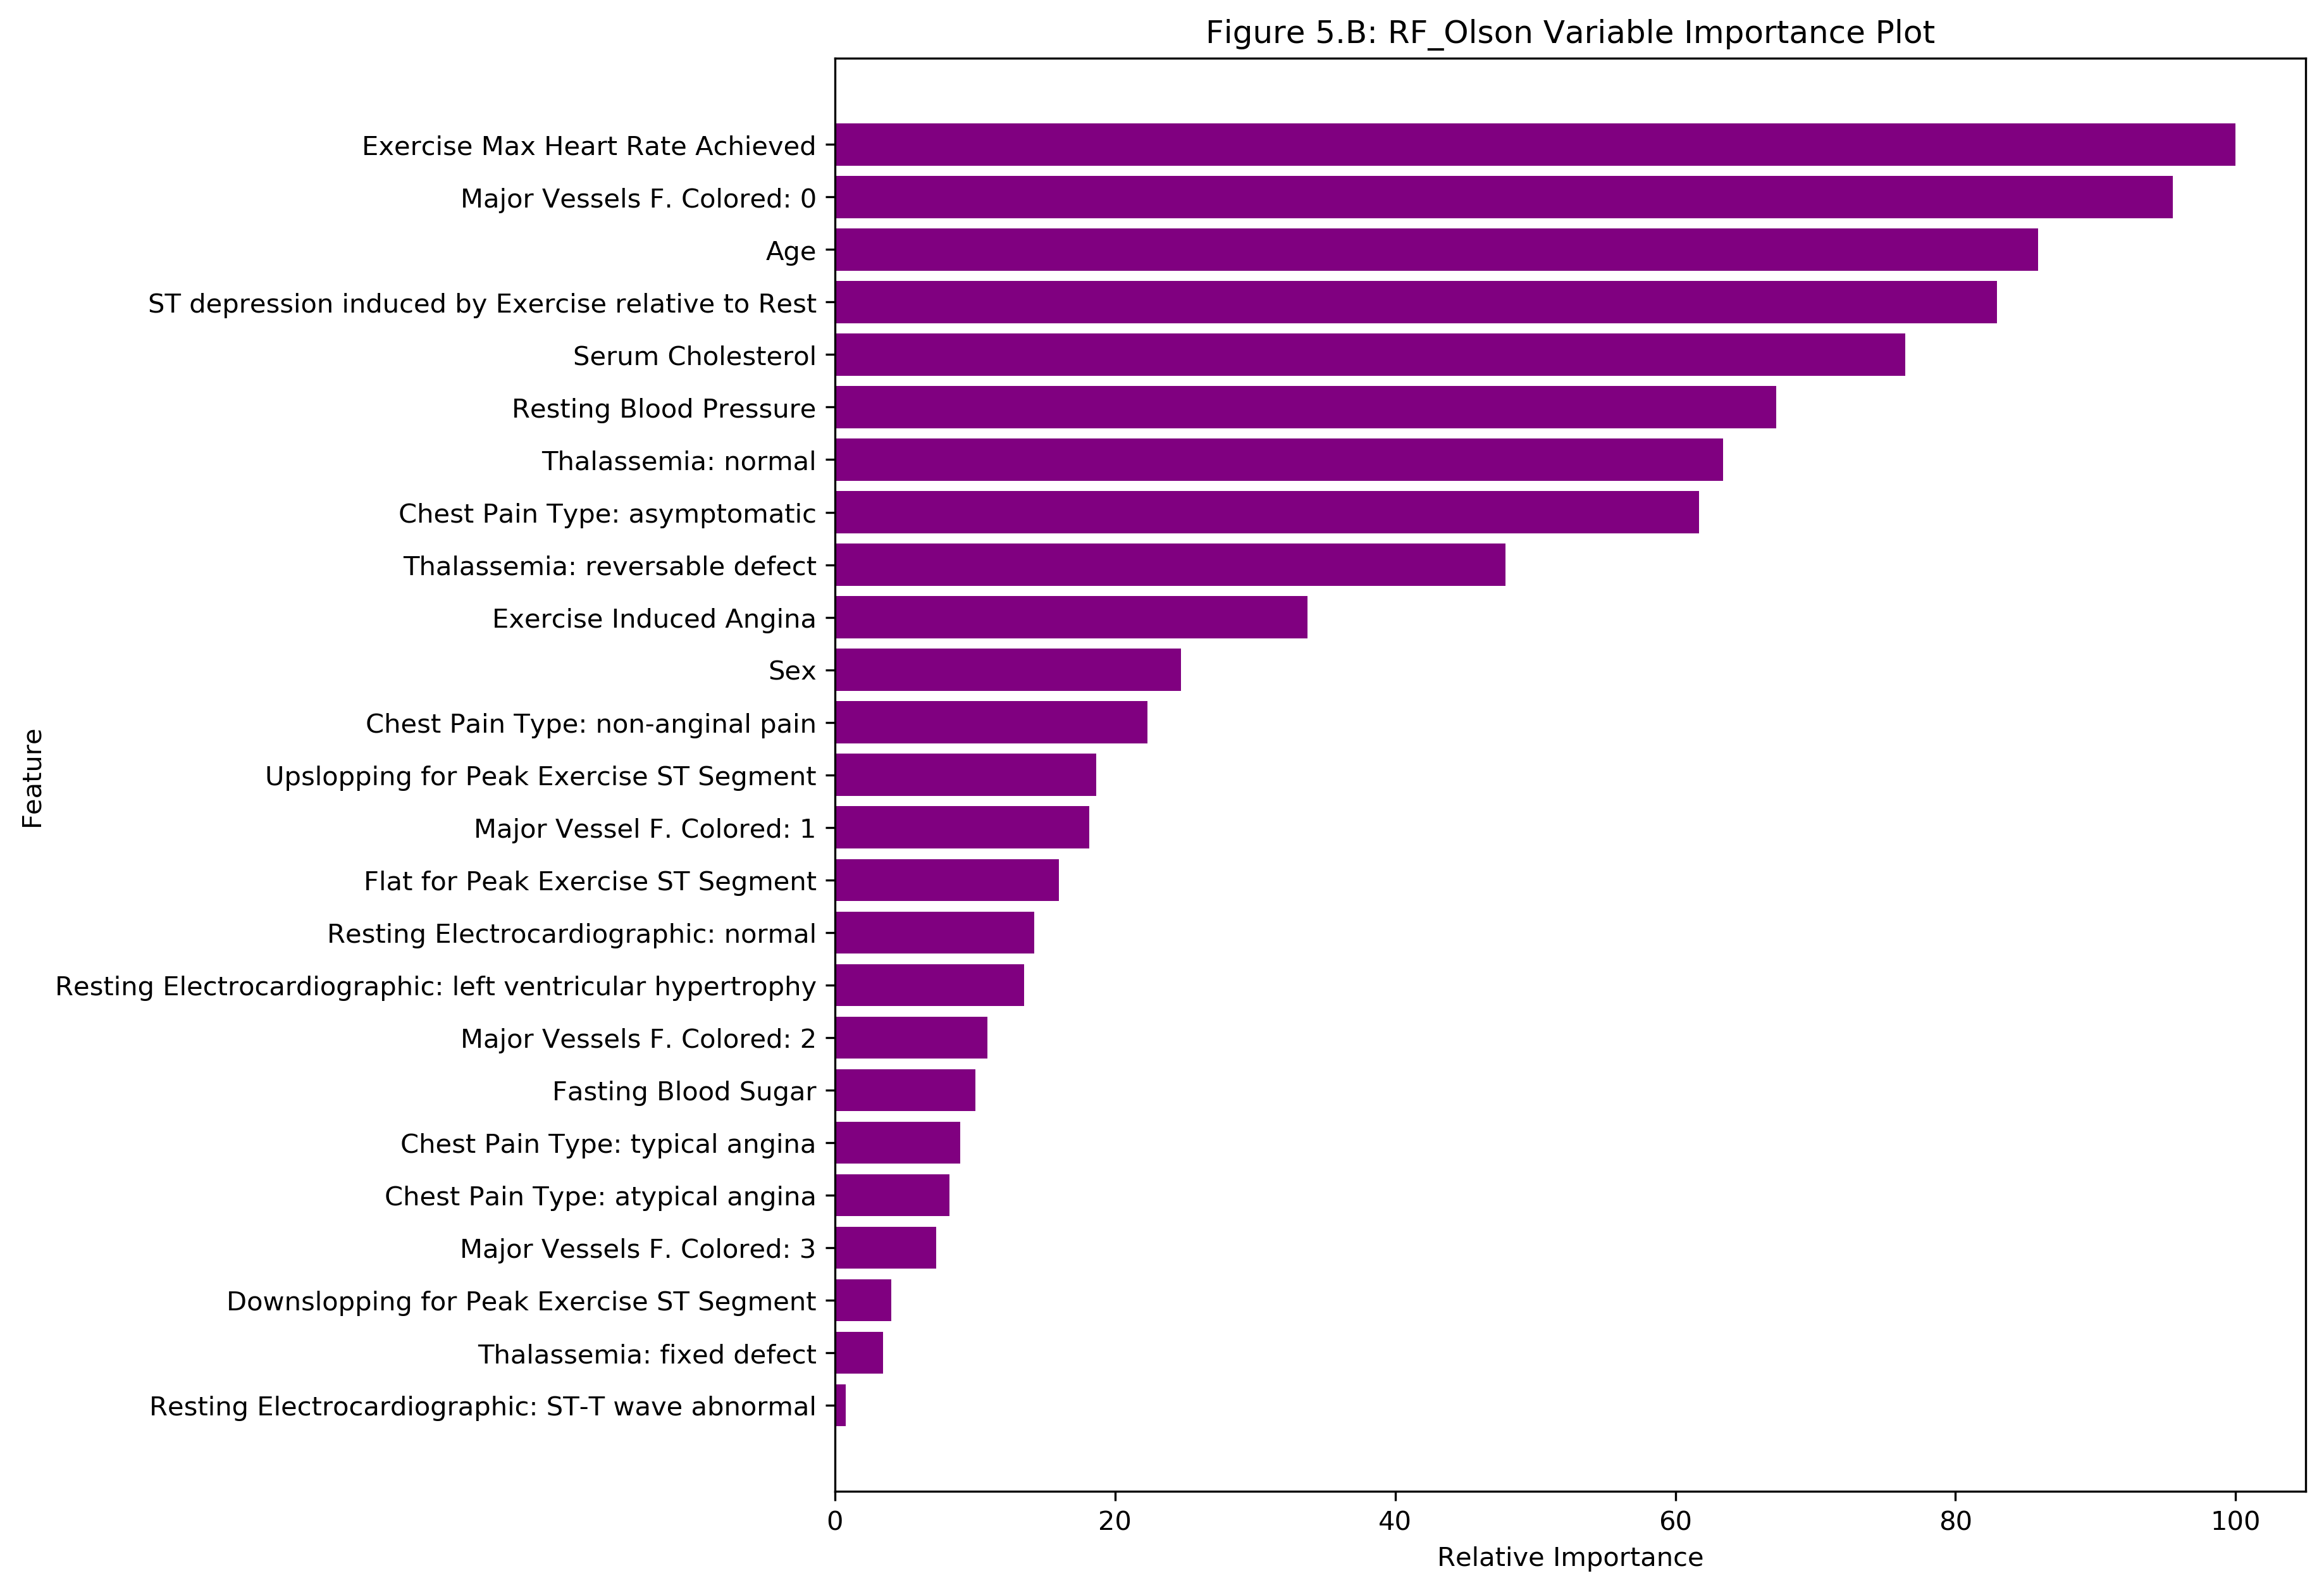 Figure 5.B: RF_Olson Variable Importance Plot
Exercise Max Heart Rate Achieved
Major Vessels F. Colored: 0
Age
ST depression induced by Exercise relative to Rest
Serum Cholesterol
Resting Blood Pressure
Thalassemia: normal
Chest Pain Type: asymptomatic
Thalassemia: reversable defect
Exercise Induced Angina
Sex
Chest Pain Type: non-anginal pain
Upslopping for Peak Exercise ST Segment
Major Vessel F. Colored: 1
Flat for Peak Exercise ST Segment
Resting Electrocardiographic: normal
Resting Electrocardiographic: left ventricular hypertrophy
Major Vessels F. Colored: 2
Fasting Blood Sugar
Chest Pain Type: typical angina
Chest Pain Type: atypical angina
Major Vessels F. Colored: 3
Downslopping for Peak Exercise ST Segment
Thalassemia: fixed defect
Resting Electrocardiographic: ST-T wave abnormal
Feature
0 20 40 60 80 100
Relative Importance